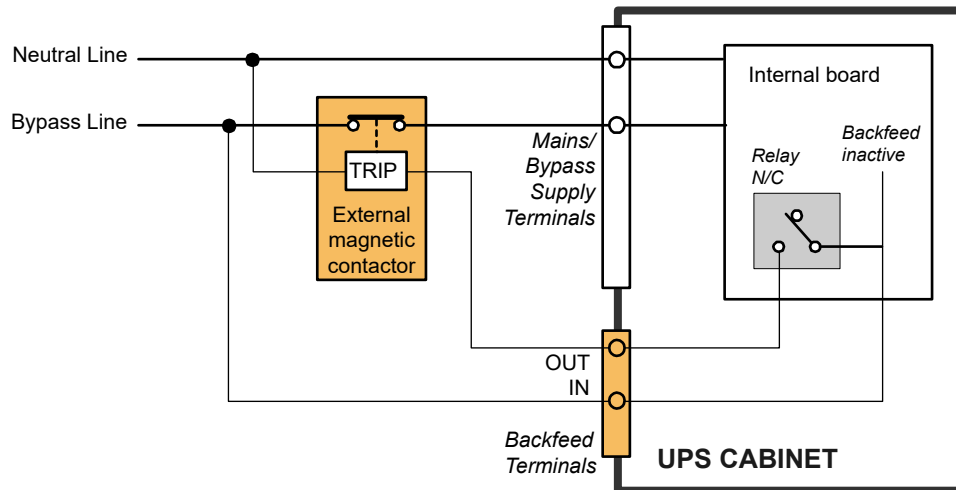 Neutral Line
Bypass Line
TRIP
External
magnetic
contactor
Mains/
Bypass
Supply
Terminals
Internal board
Backfeed
inactive
Relay
N/C
OUT
IN
Backfeed
Terminals
UPS CABINET